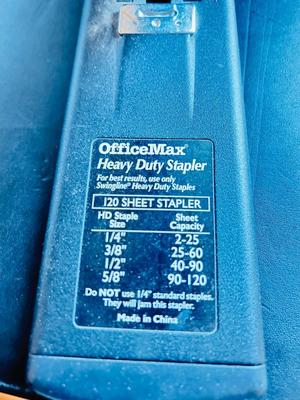 OfficeMax
Heavy Duty Stapler
For best results, use only
Swingline® Heavy Duty Staples
120 SHEET STAPLER
HD Staple Size Sheet Capacity
1/4" 2-25
3/8" 25-60
1/2" 40-90
5/8" 90-120
Do NOT use 1/4" standard staples.
They will jam this stapler.
Made in China